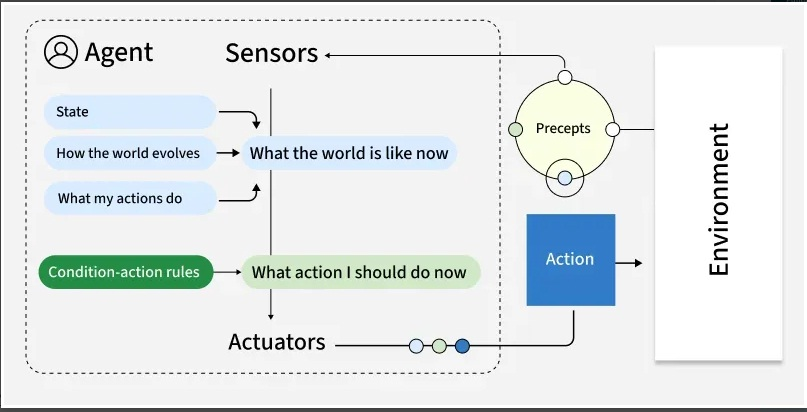 Agent
Sensors
State
How the world evolves
What the world is like now
What my actions do
Condition-action rules
What action I should do now
Actuators
Precepts
Action
Environment